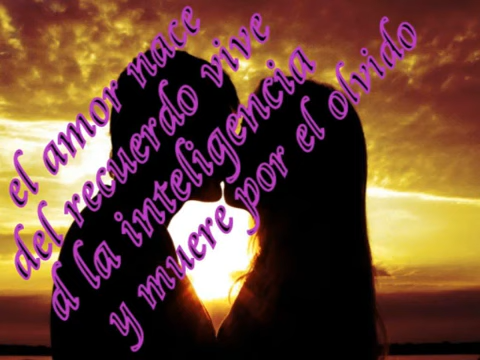 el amor nace
del recuerdo vive
d la inteligencia
y muere por el olvido